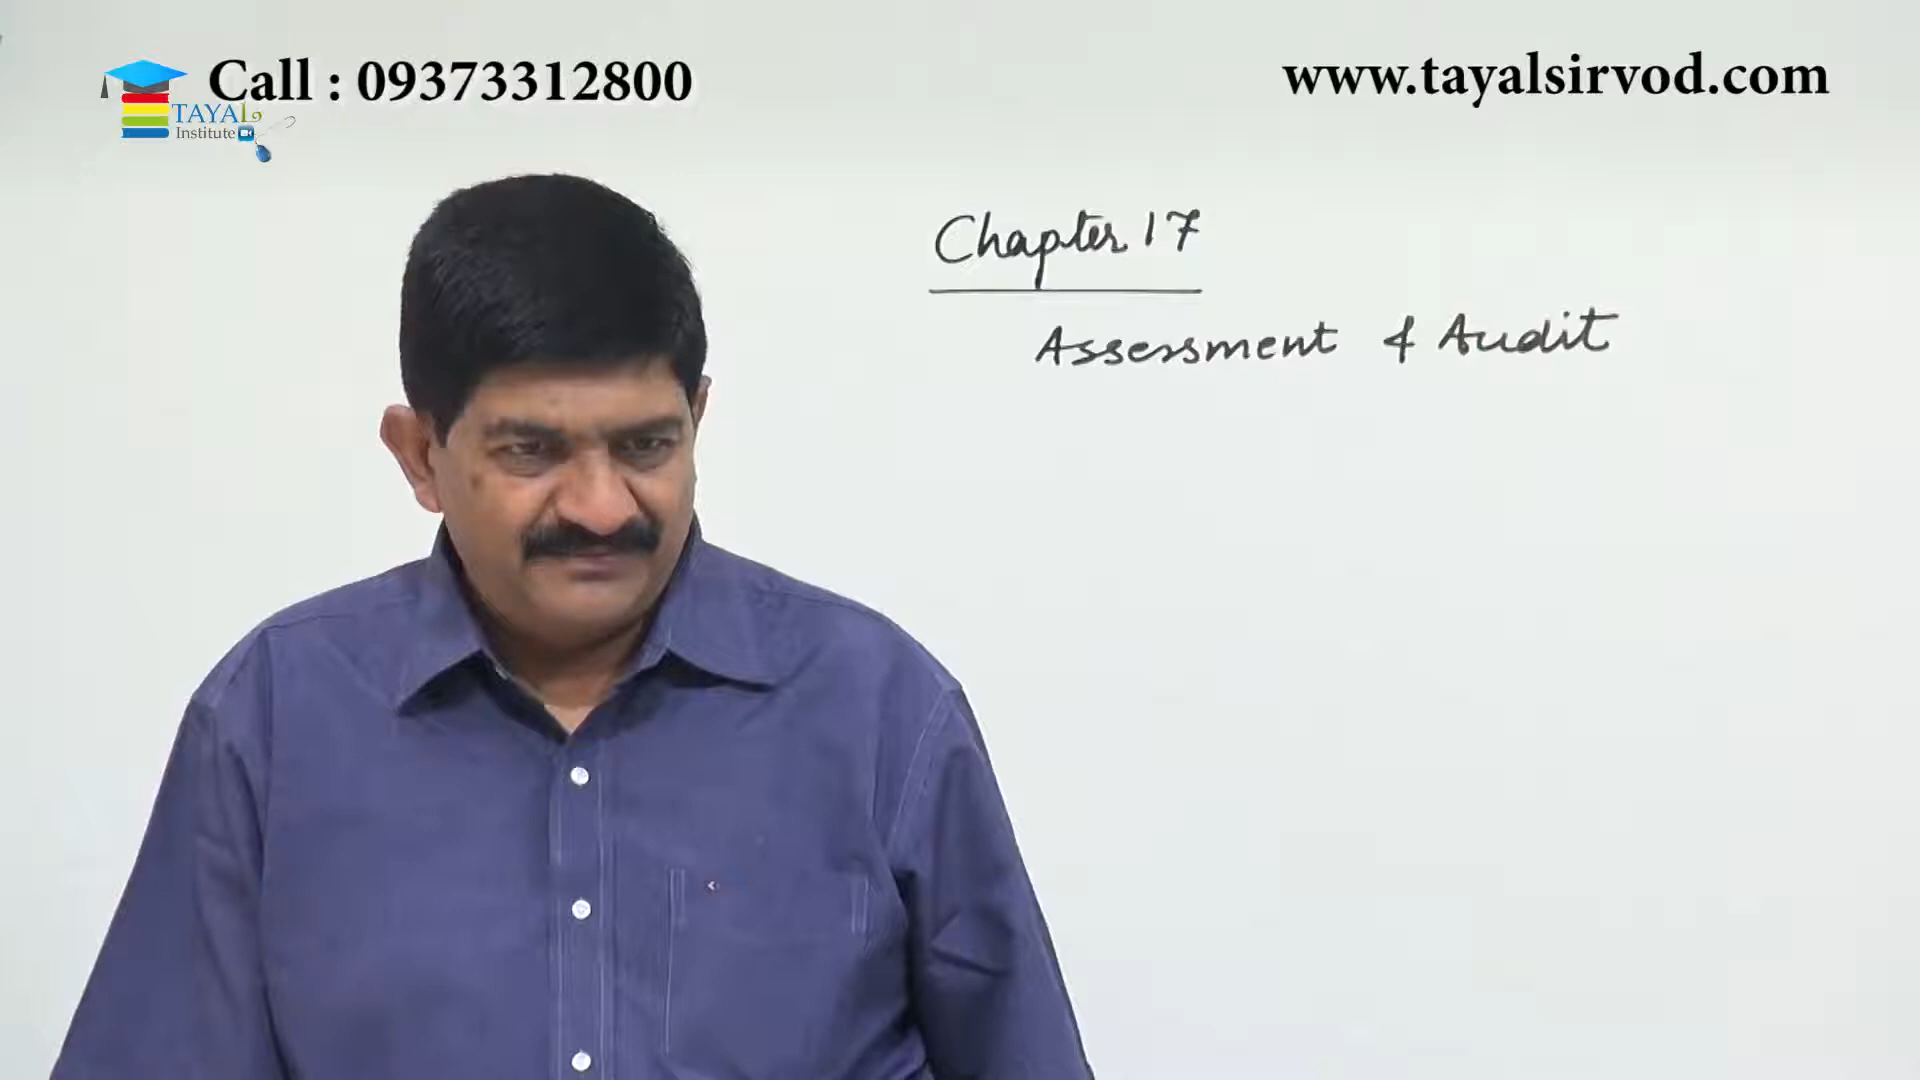 Call : 09373312800
www.tayalsirvod.com
TAYAL
Institute
Chapter 17
Assessment & Audit